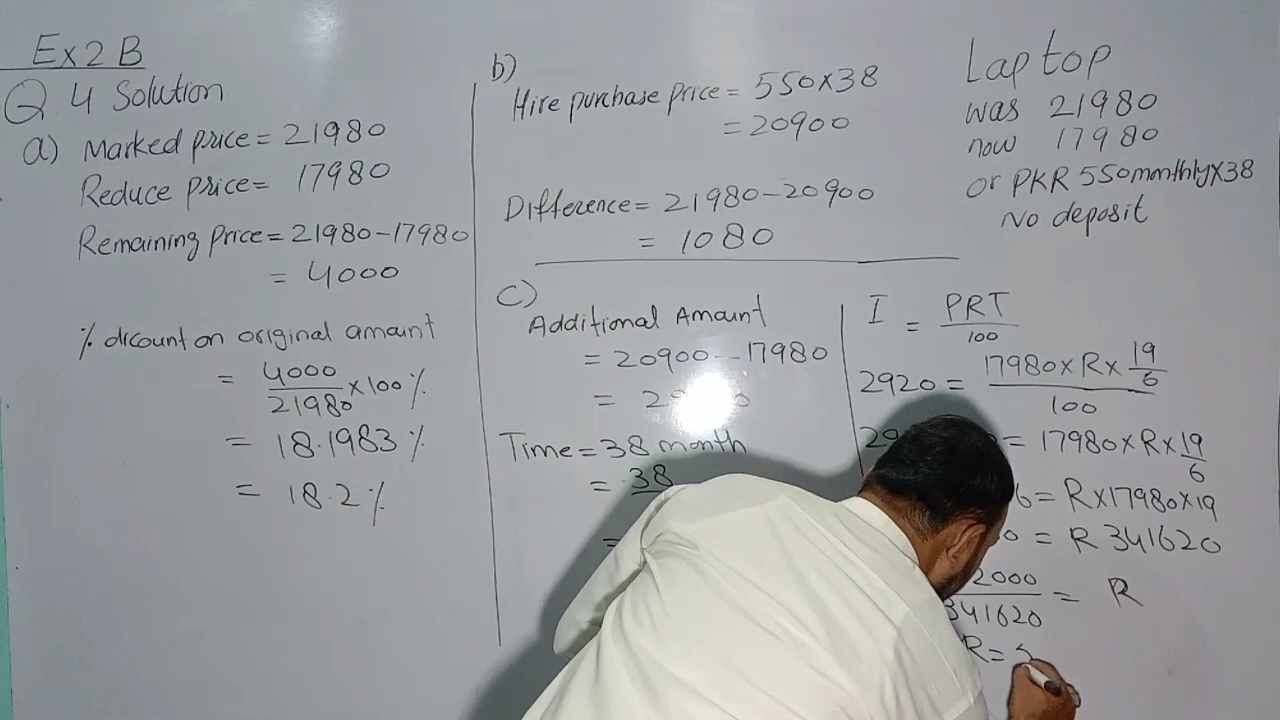 Ex2B
Q 4 Solution
a) Marked price = 21980
Reduce price = 17980
Remaining Price = 21980-17980
= 4000
% dicount on original amount
= 4000/21980 × 100%
= 18.1983 %
= 18.2 %
b)
Hire purchase price = 550×38
= 20900
Difference = 21980-20900
= 1080
c)
Additional Amount
= 20900-17980
Time = 38 month
= 38
=
I = PRT/100
2920 = 17980×R×19/6
100
= 17980×R×19/6
6 = R×17980×19
0 = R 341620
2000/341620 = R
R =
Laptop
was 21980
now 17980
or PKR 550 monthly×38
No deposit